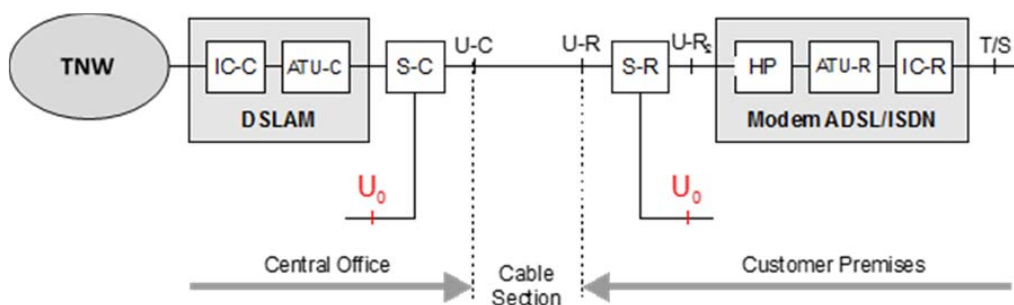 TNW
IC-C
ATU-C
DSLAM
S-C
U-C
U-R
S-R
U-R₂
HP
ATU-R
IC-R
Modem ADSL/ISDN
T/S
U₀
U₀
Central Office
Cable
Section
Customer Premises